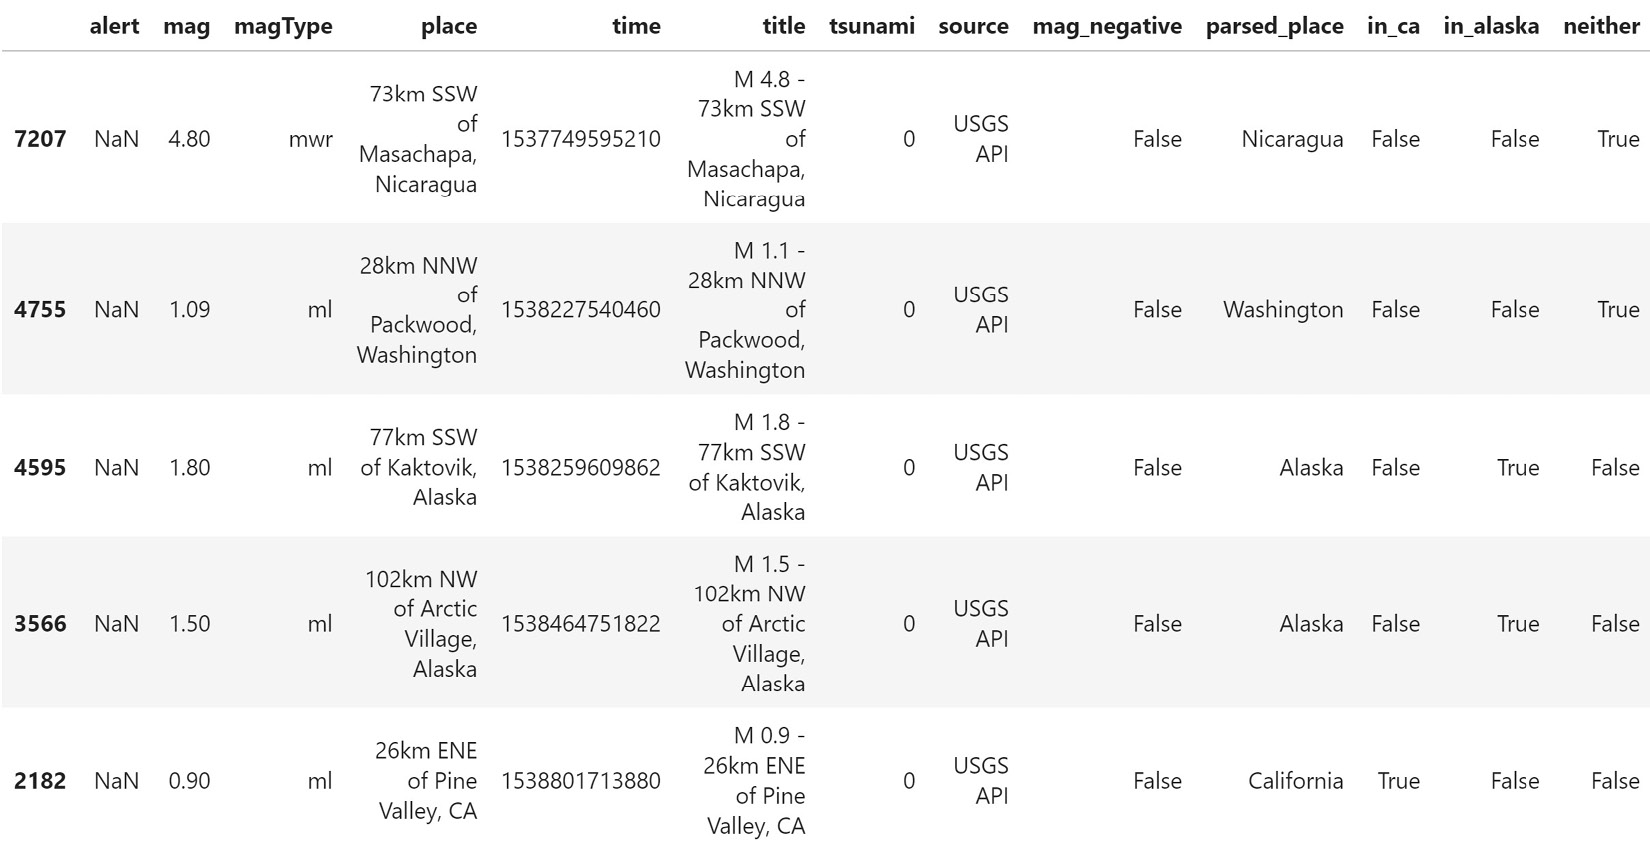 alert mag magType place time title tsunami source mag_negative parsed_place in_ca in_alaska neither
7207 NaN 4.80 mwr 73km SSW of Masachapa, Nicaragua 1537749595210 M 4.8 - 73km SSW of Masachapa, Nicaragua 0 USGS API False Nicaragua False False True
4755 NaN 1.09 ml 28km NNW of Packwood, Washington 1538227540460 M 1.1 - 28km NNW of Packwood, Washington 0 USGS API False Washington False False True
4595 NaN 1.80 ml 77km SSW of Kaktovik, Alaska 1538259609862 M 1.8 - 77km SSW of Kaktovik, Alaska 0 USGS API False Alaska False True False
3566 NaN 1.50 ml 102km NW of Arctic Village, Alaska 1538464751822 M 1.5 - 102km NW of Arctic Village, Alaska 0 USGS API False Alaska False True False
2182 NaN 0.90 ml 26km ENE of Pine Valley, CA 1538801713880 M 0.9 - 26km ENE of Pine Valley, CA 0 USGS API False California True False False